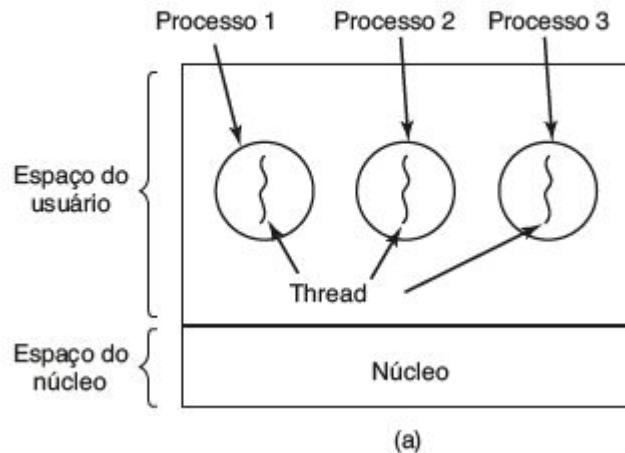 Processo 1
Processo 2
Processo 3
Espaço do
usuário
Thread
Espaço do
núcleo
Núcleo
(a)